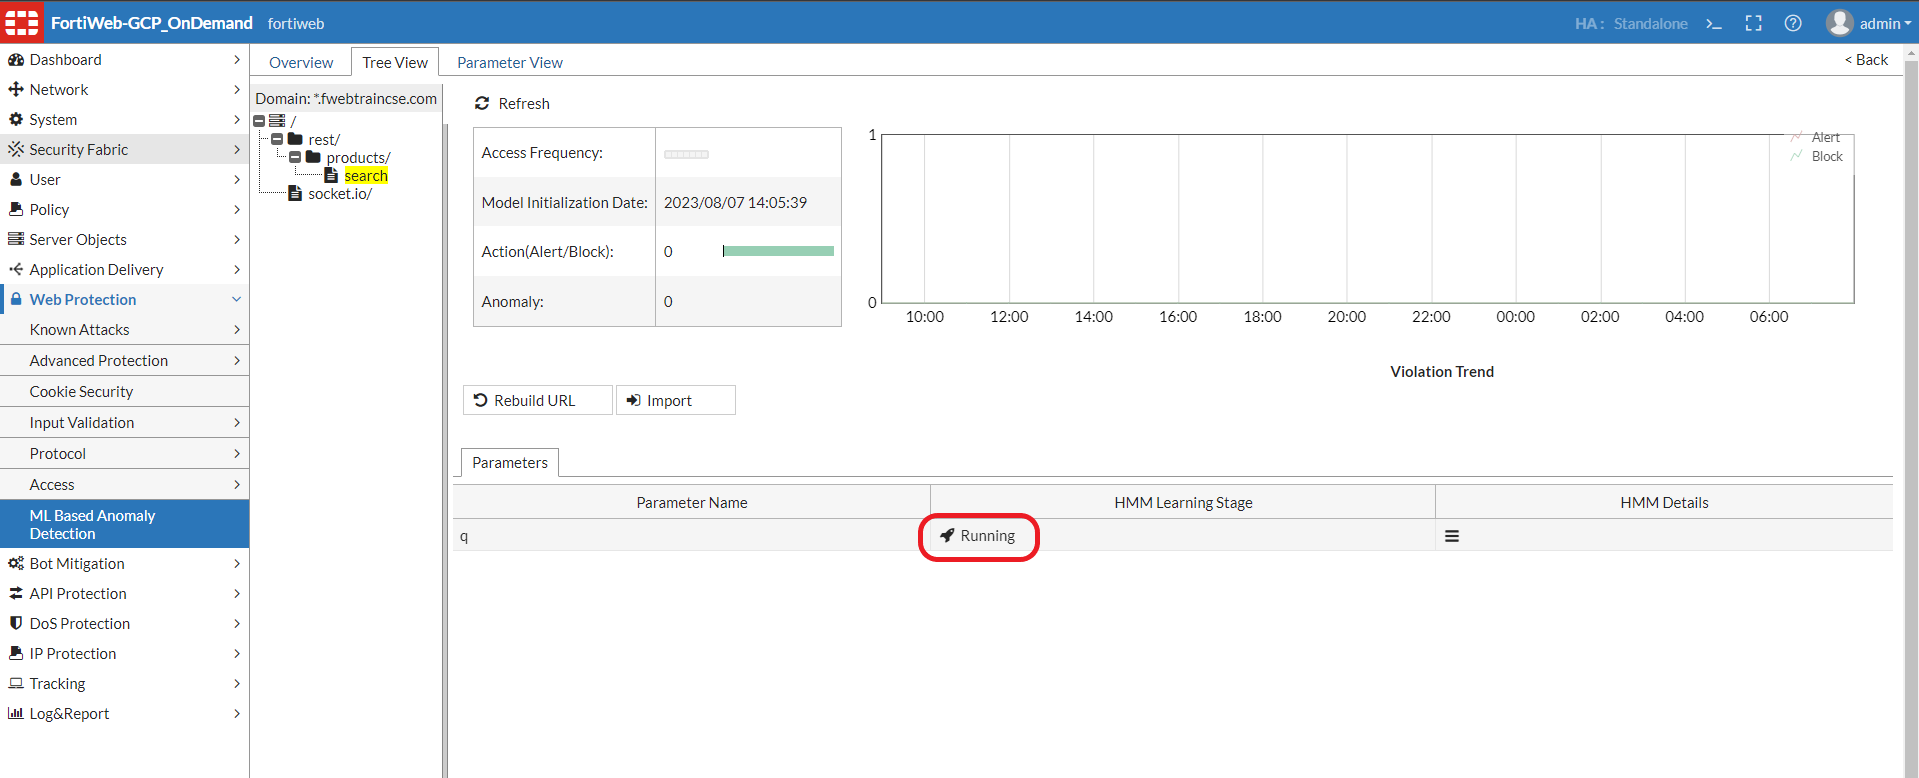 FortiWeb-GCP_OnDemand fortiweb
HA : Standalone
admin
Dashboard
Network
System
Security Fabric
User
Policy
Server Objects
Application Delivery
Web Protection
Known Attacks
Advanced Protection
Cookie Security
Input Validation
Protocol
Access
ML Based Anomaly
Detection
Bot Mitigation
API Protection
DoS Protection
IP Protection
Tracking
Log&Report
Overview
Tree View
Parameter View
< Back
Domain: *.fwebtraincse.com
/
rest/
products/
search
socket.io/
Refresh
Access Frequency:
Model Initialization Date: 2023/08/07 14:05:39
Action(Alert/Block): 0
Anomaly: 0
1
Alert
Block
0
10:00 12:00 14:00 16:00 18:00 20:00 22:00 00:00 02:00 04:00 06:00
Violation Trend
Rebuild URL
Import
Parameters
Parameter Name HMM Learning Stage HMM Details
q Running